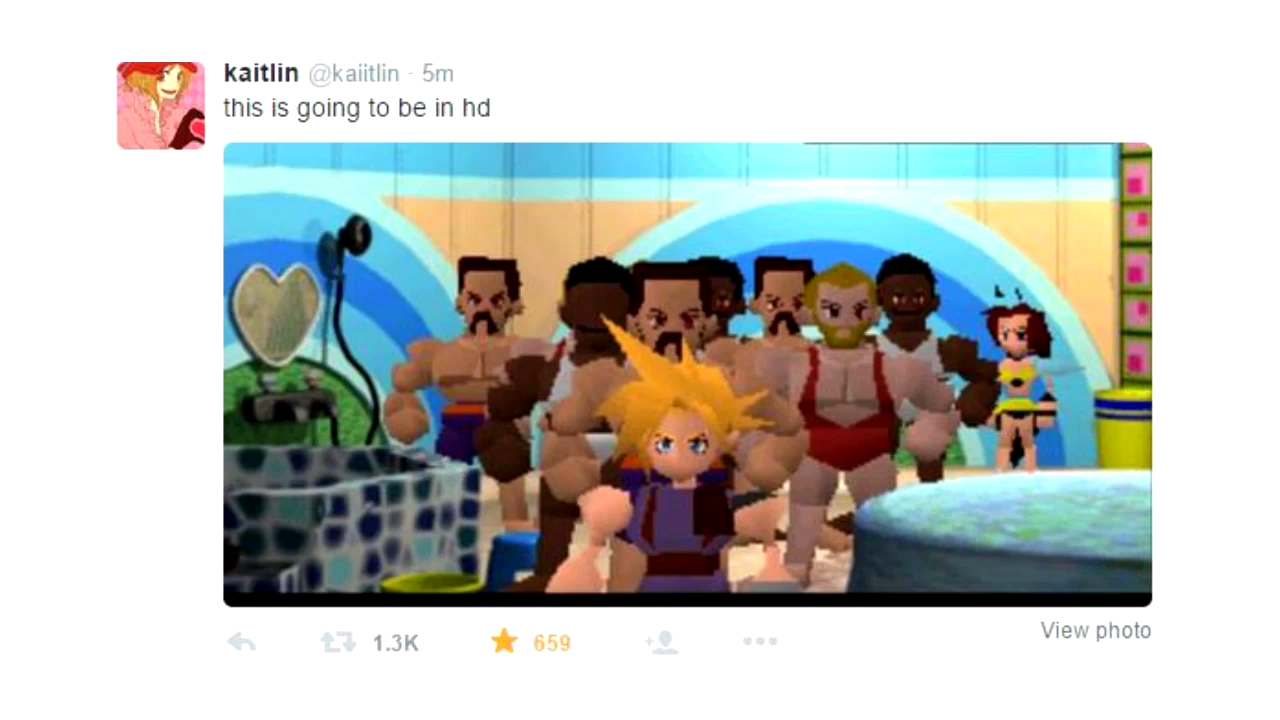 kaitlin @kaiitlin · 5m
this is going to be in hd
1.3K 659
View photo